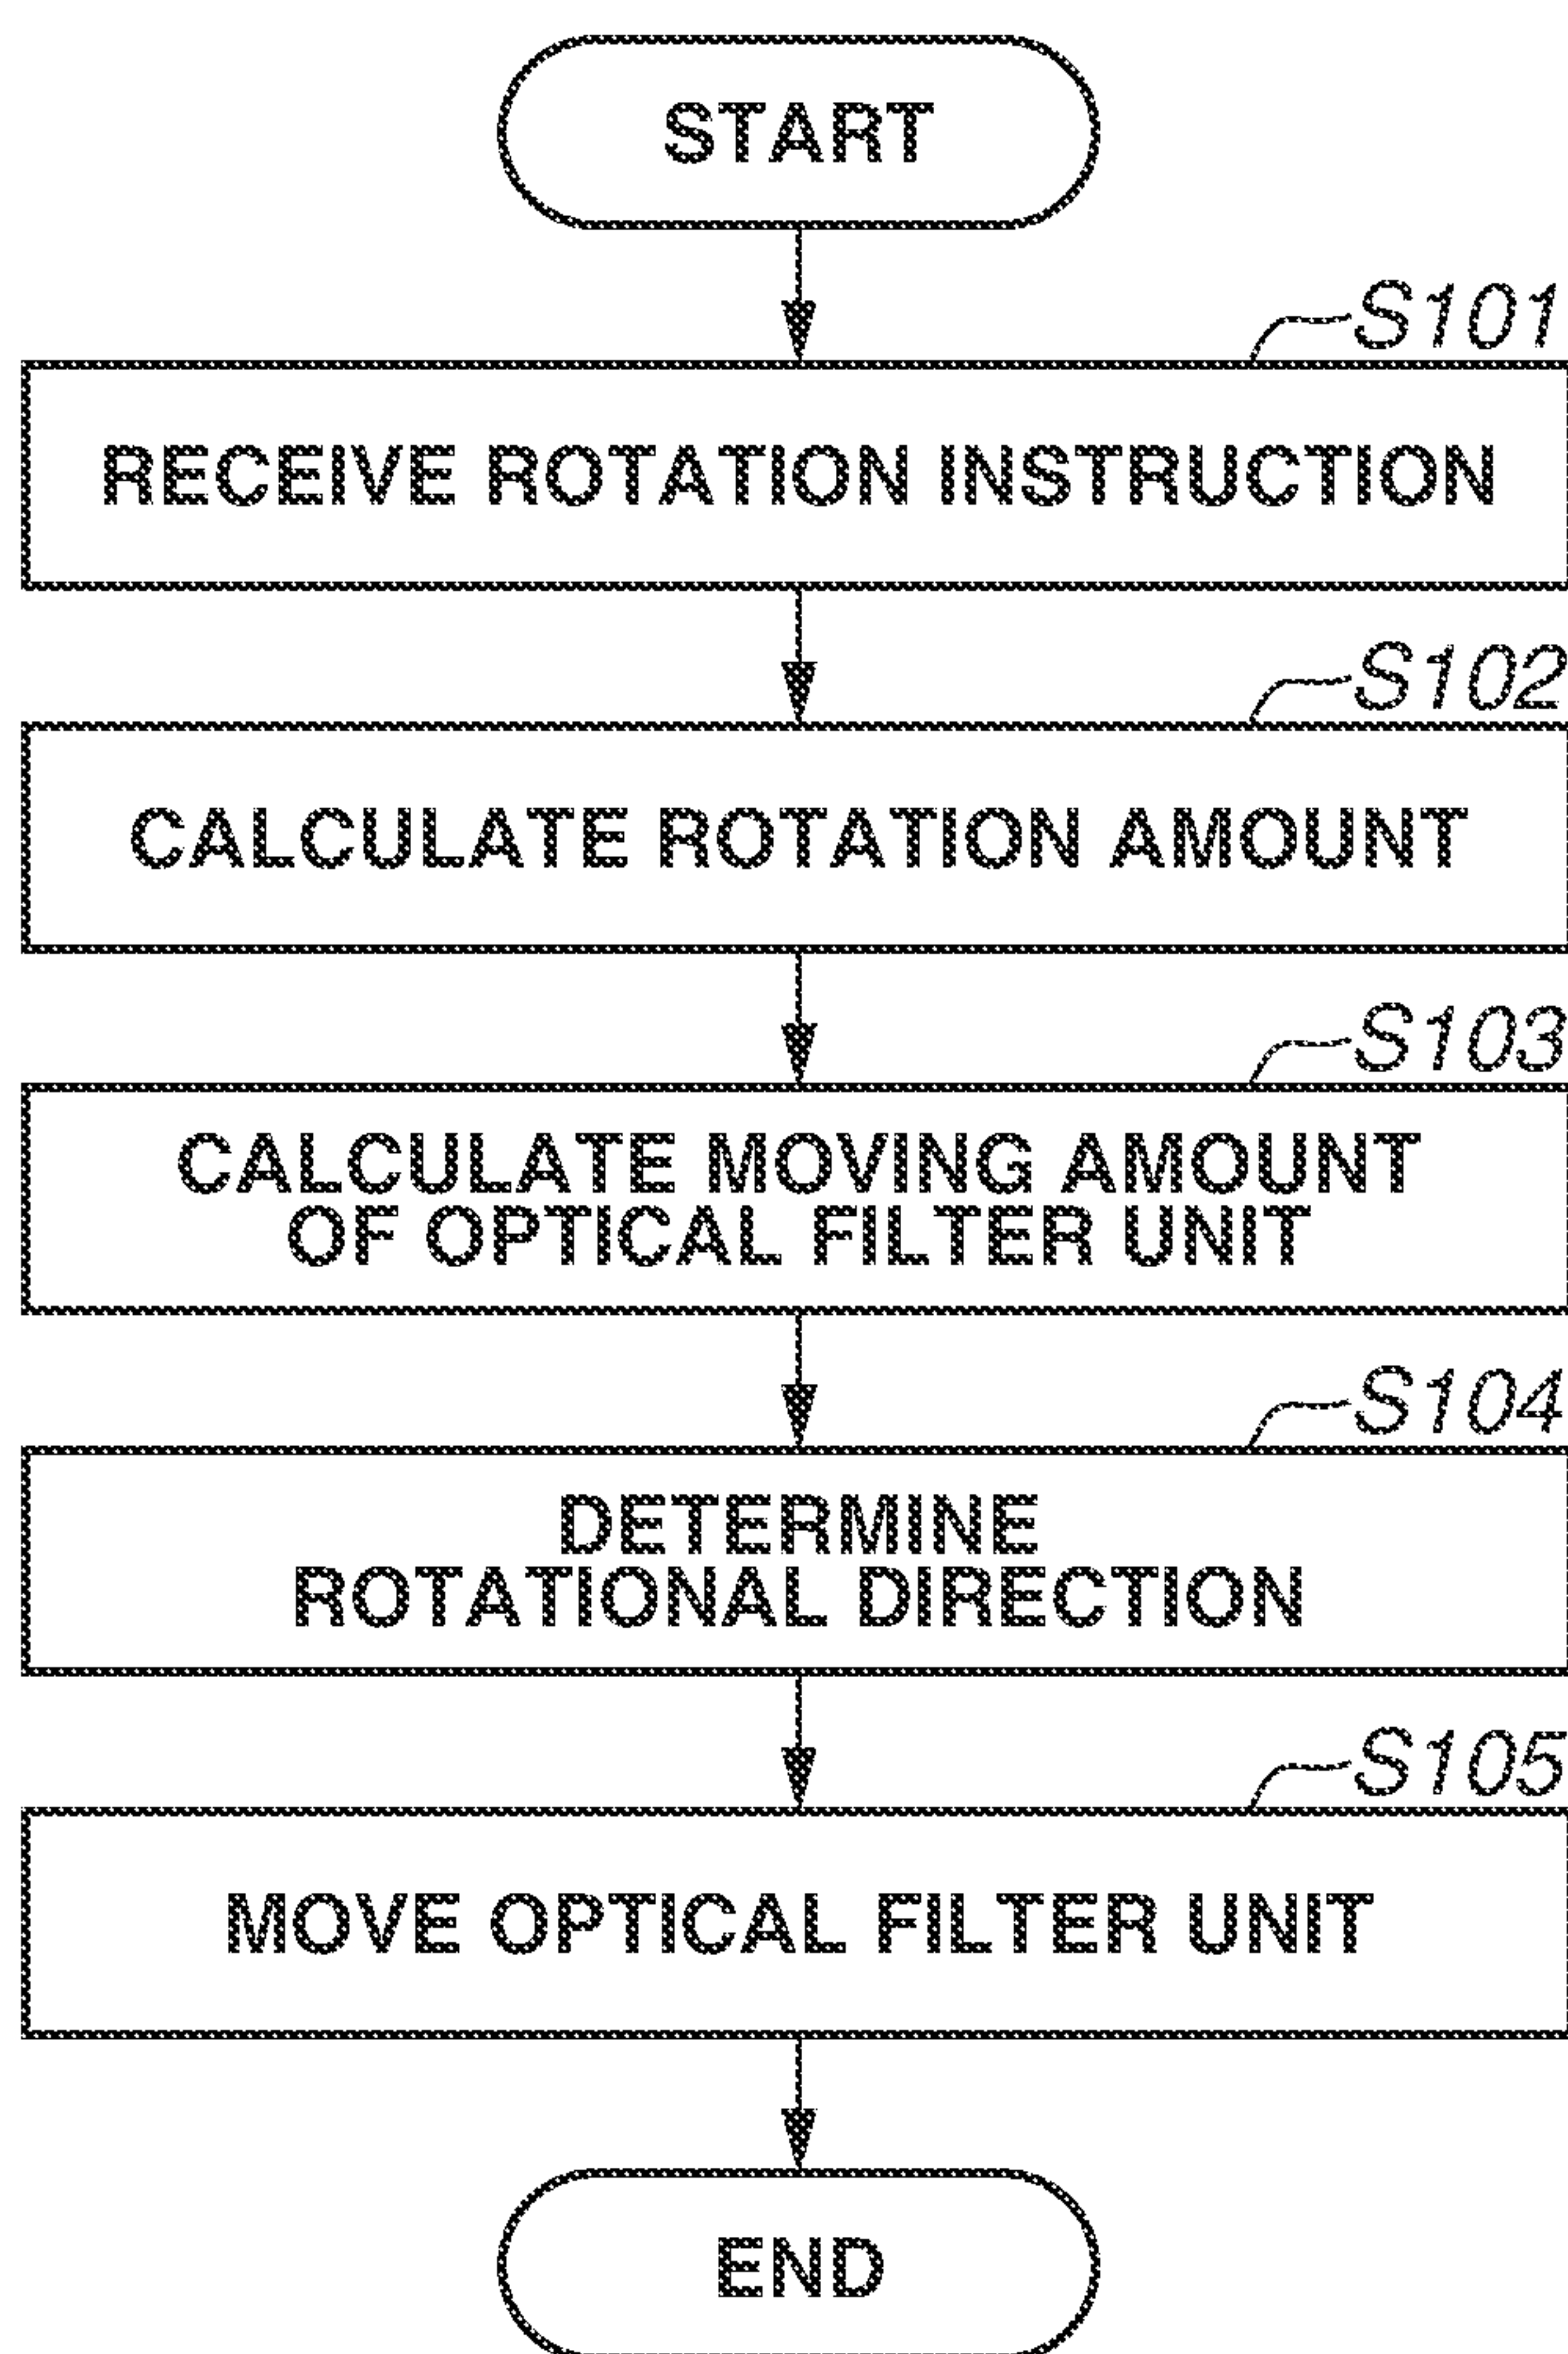 START
S101
RECEIVE ROTATION INSTRUCTION
S102
CALCULATE ROTATION AMOUNT
S103
CALCULATE MOVING AMOUNT
OF OPTICAL FILTER UNIT
S104
DETERMINE
ROTATIONAL DIRECTION
S105
MOVE OPTICAL FILTER UNIT
END